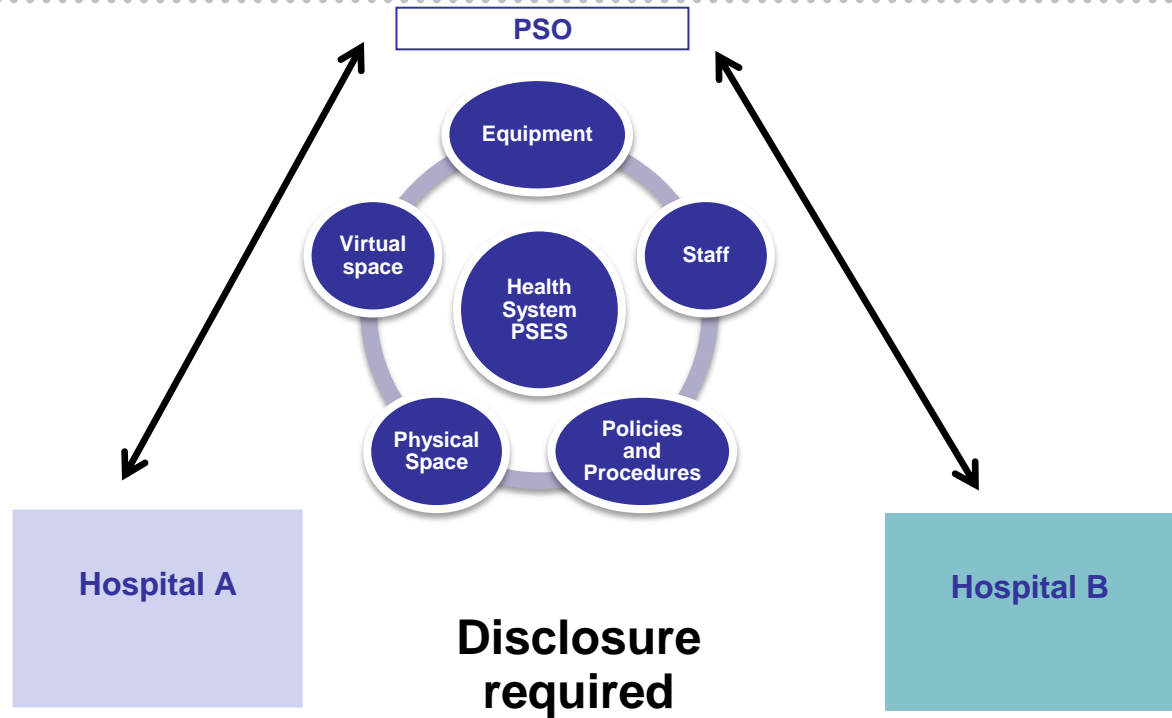 PSO
Equipment
Virtual
space
Staff
Health
System
PSES
Physical
Space
Policies
and
Procedures
Hospital A
Hospital B
Disclosure
required